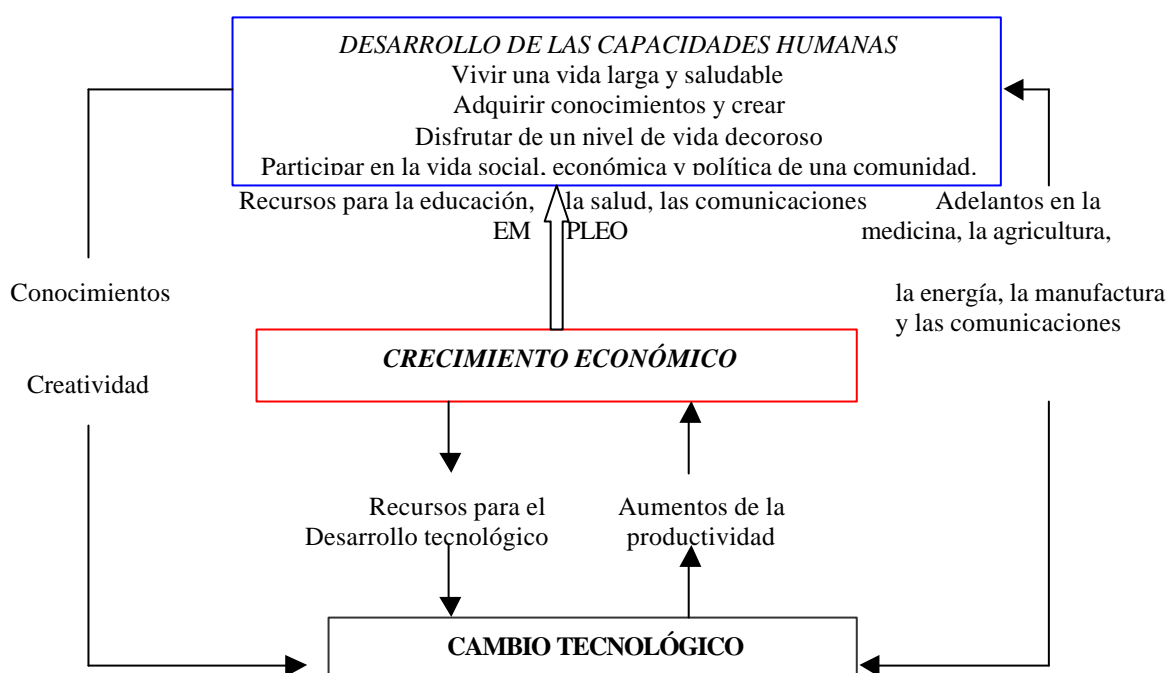 DESARROLLO DE LAS CAPACIDADES HUMANAS
Vivir una vida larga y saludable
Adquirir conocimientos y crear
Disfrutar de un nivel de vida decoroso
Participar en la vida social, económica y política de una comunidad.
Recursos para la educación, la salud, las comunicaciones
EM PLEO
Adelantos en la
medicina, la agricultura,
la energía, la manufactura
y las comunicaciones
Conocimientos
Creatividad
CRECIMIENTO ECONÓMICO
Recursos para el
Desarrollo tecnológico
Aumentos de la
productividad
CAMBIO TECNOLÓGICO